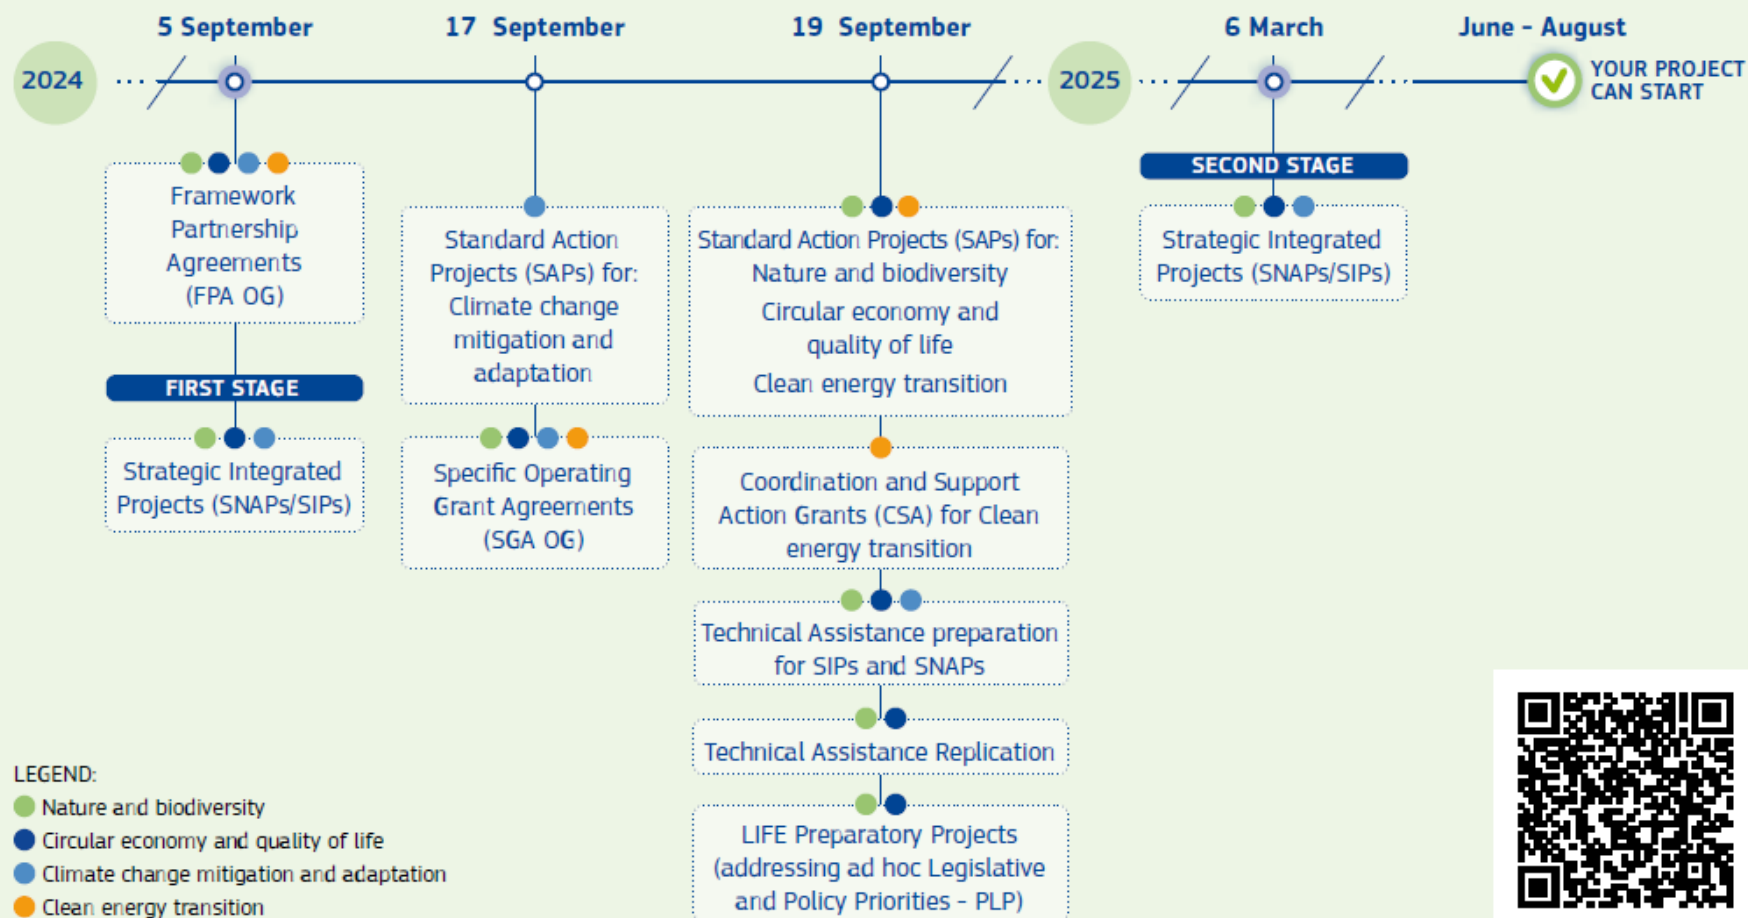 5 September
17 September
19 September
6 March
June - August
2024
2025
YOUR PROJECT
CAN START
Framework
Partnership
Agreements
(FPA OG)
FIRST STAGE
Strategic Integrated
Projects (SNAPs/SIPs)
Standard Action
Projects (SAPs) for:
Climate change
mitigation and
adaptation
Specific Operating
Grant Agreements
(SGA OG)
Standard Action Projects (SAPs) for:
Nature and biodiversity
Circular economy and
quality of life
Clean energy transition
Coordination and Support
Action Grants (CSA) for Clean
energy transition
Technical Assistance preparation
for SIPs and SNAPs
Technical Assistance Replication
LIFE Preparatory Projects
(addressing ad hoc Legislative
and Policy Priorities - PLP)
SECOND STAGE
Strategic Integrated
Projects (SNAPs/SIPs)
LEGEND:
Nature and biodiversity
Circular economy and quality of life
Climate change mitigation and adaptation
Clean energy transition